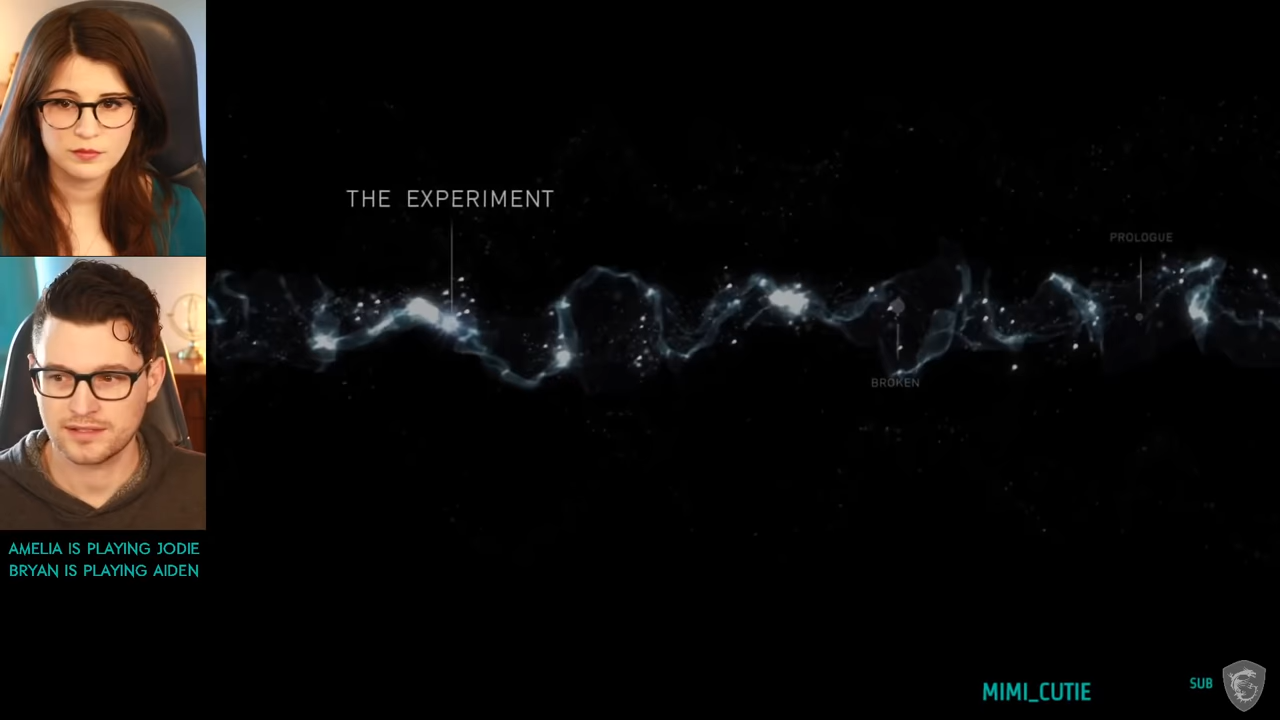 THE EXPERIMENT
PROLOGUE
BROKEN
AMELIA IS PLAYING JODIE
BRYAN IS PLAYING AIDEN
MIMI_CUTIE
SUB